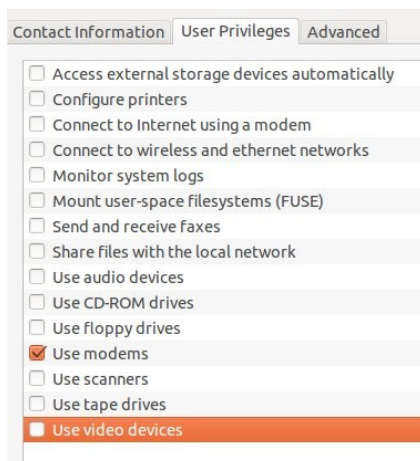 Contact Information User Privileges Advanced
Access external storage devices automatically
Configure printers
Connect to Internet using a modem
Connect to wireless and ethernet networks
Monitor system logs
Mount user-space filesystems (FUSE)
Send and receive faxes
Share files with the local network
Use audio devices
Use CD-ROM drives
Use floppy drives
Use modems
Use scanners
Use tape drives
Use video devices